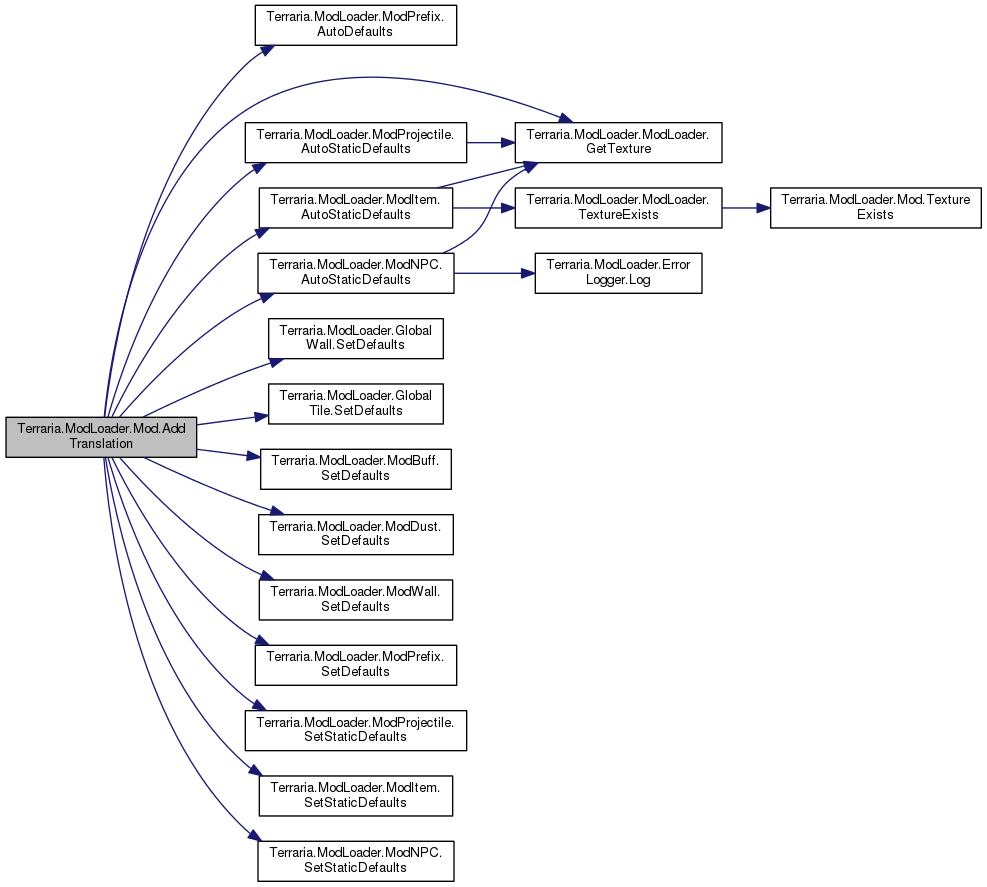 Terraria.ModLoader.ModPrefix.
AutoDefaults
Terraria.ModLoader.ModProjectile.
AutoStaticDefaults
Terraria.ModLoader.ModLoader.
GetTexture
Terraria.ModLoader.ModItem.
AutoStaticDefaults
Terraria.ModLoader.ModLoader.
TextureExists
Terraria.ModLoader.Mod.Texture
Exists
Terraria.ModLoader.ModNPC.
AutoStaticDefaults
Terraria.ModLoader.Error
Logger.Log
Terraria.ModLoader.Global
Wall.SetDefaults
Terraria.ModLoader.Global
Tile.SetDefaults
Terraria.ModLoader.Mod.Add
Translation
Terraria.ModLoader.ModBuff.
SetDefaults
Terraria.ModLoader.ModDust.
SetDefaults
Terraria.ModLoader.ModWall.
SetDefaults
Terraria.ModLoader.ModPrefix.
SetDefaults
Terraria.ModLoader.ModProjectile.
SetStaticDefaults
Terraria.ModLoader.ModItem.
SetStaticDefaults
Terraria.ModLoader.ModNPC.
SetStaticDefaults